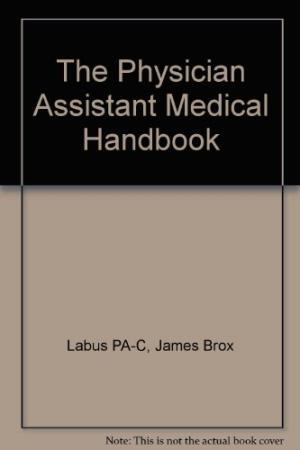 The Physician
Assistant Medical
Handbook
Labus PA-C, James Brox
Note: This is not the actual book cover